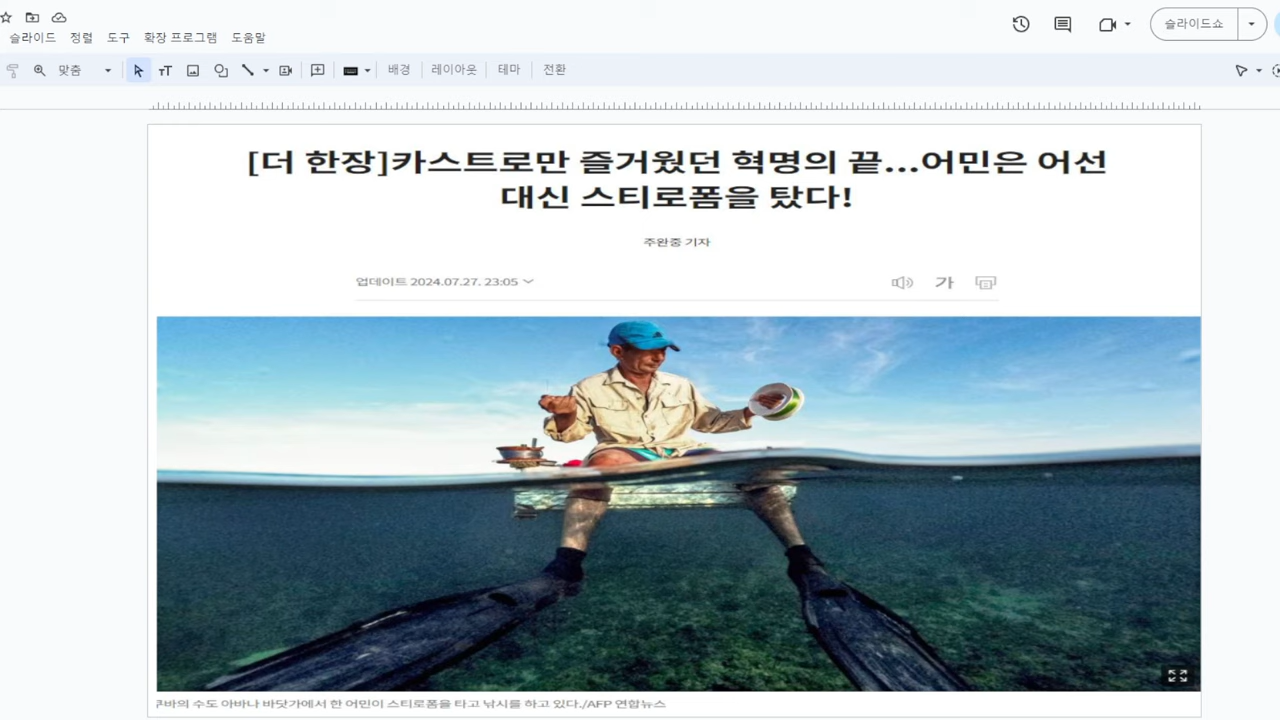 슬라이드 정렬 도구 확장 프로그램 도움말
슬라이드쇼
맞춤 тT 배경 레이아웃 테마 전환
[더 한장]카스트로만 즐거웠던 혁명의 끝...어민은 어선
대신 스티로폼을 탔다!
주완중 기자
업데이트 2024.07.27. 23:05
가
쿠바의 수도 아바나 바닷가에서 한 어민이 스티로폼을 타고 낚시를 하고 있다./AFP 연합뉴스